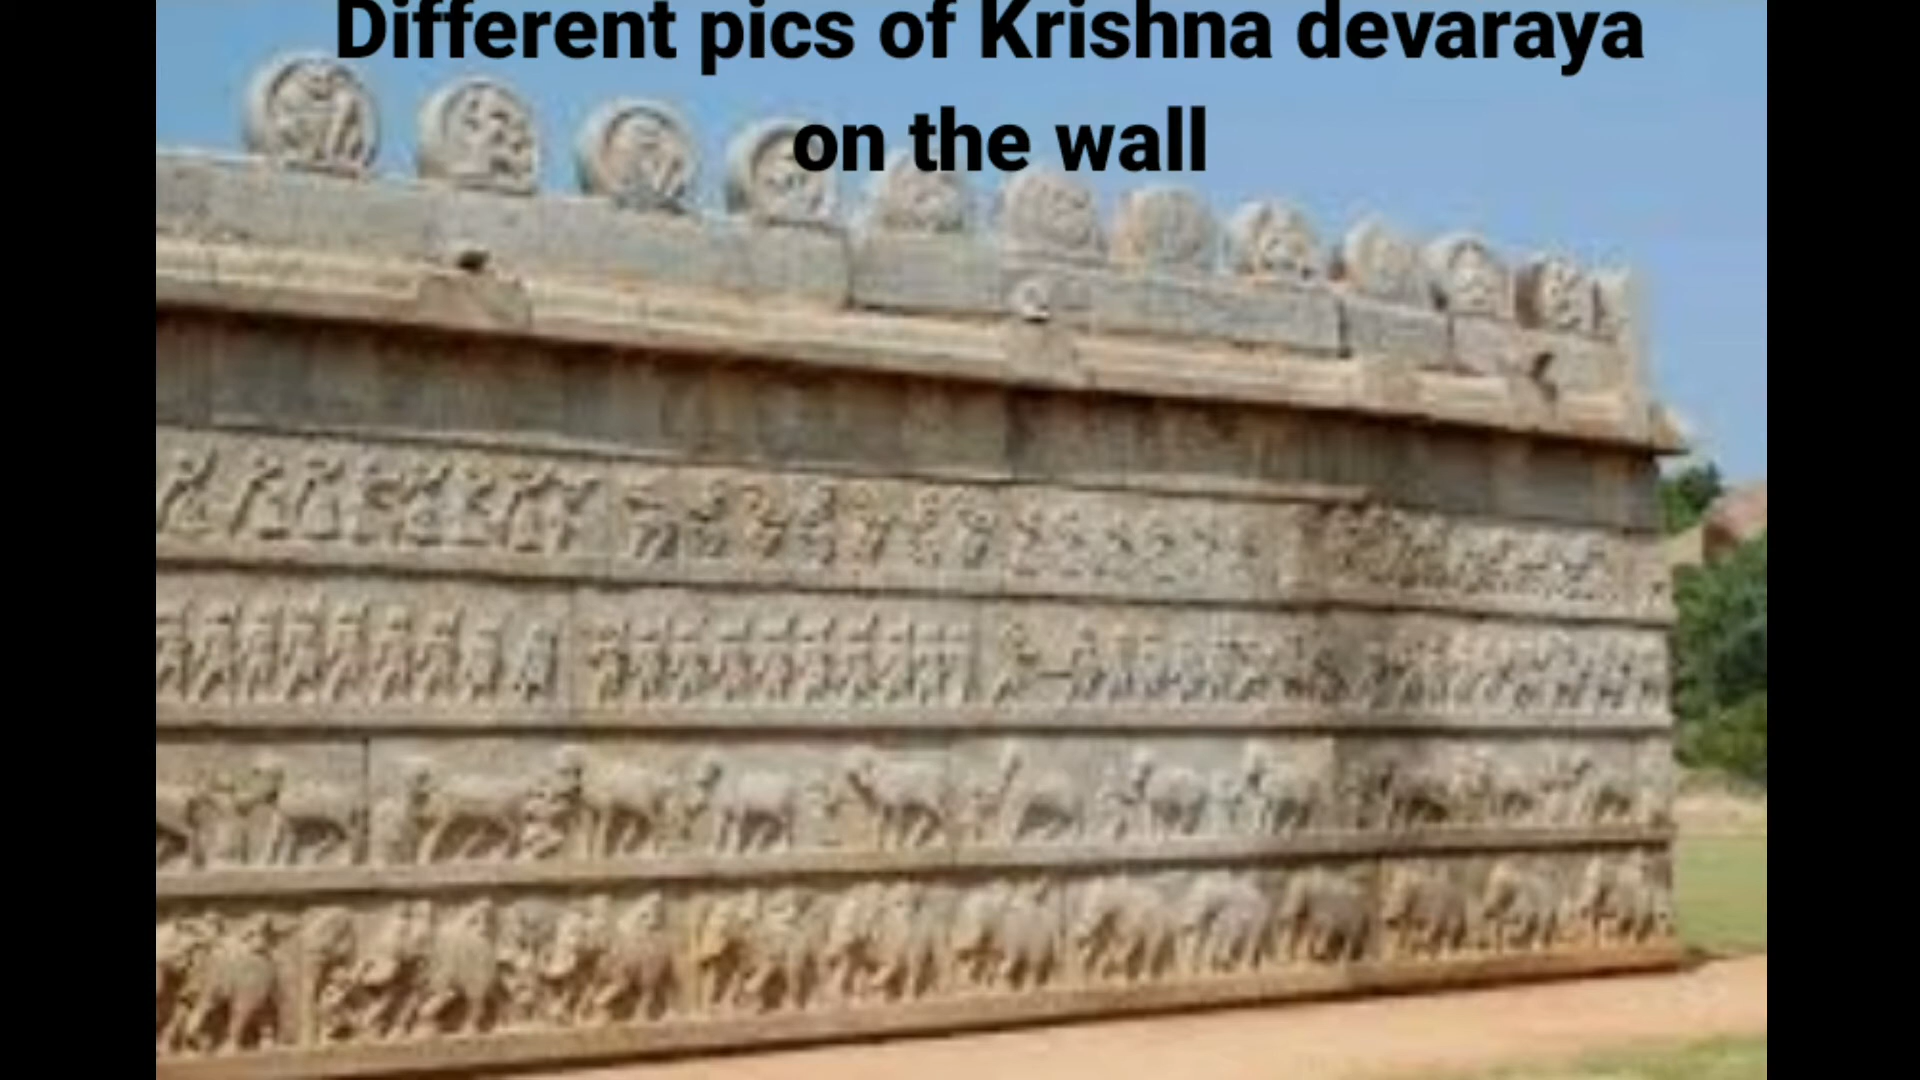 Different pics of Krishna devaraya
on the wall